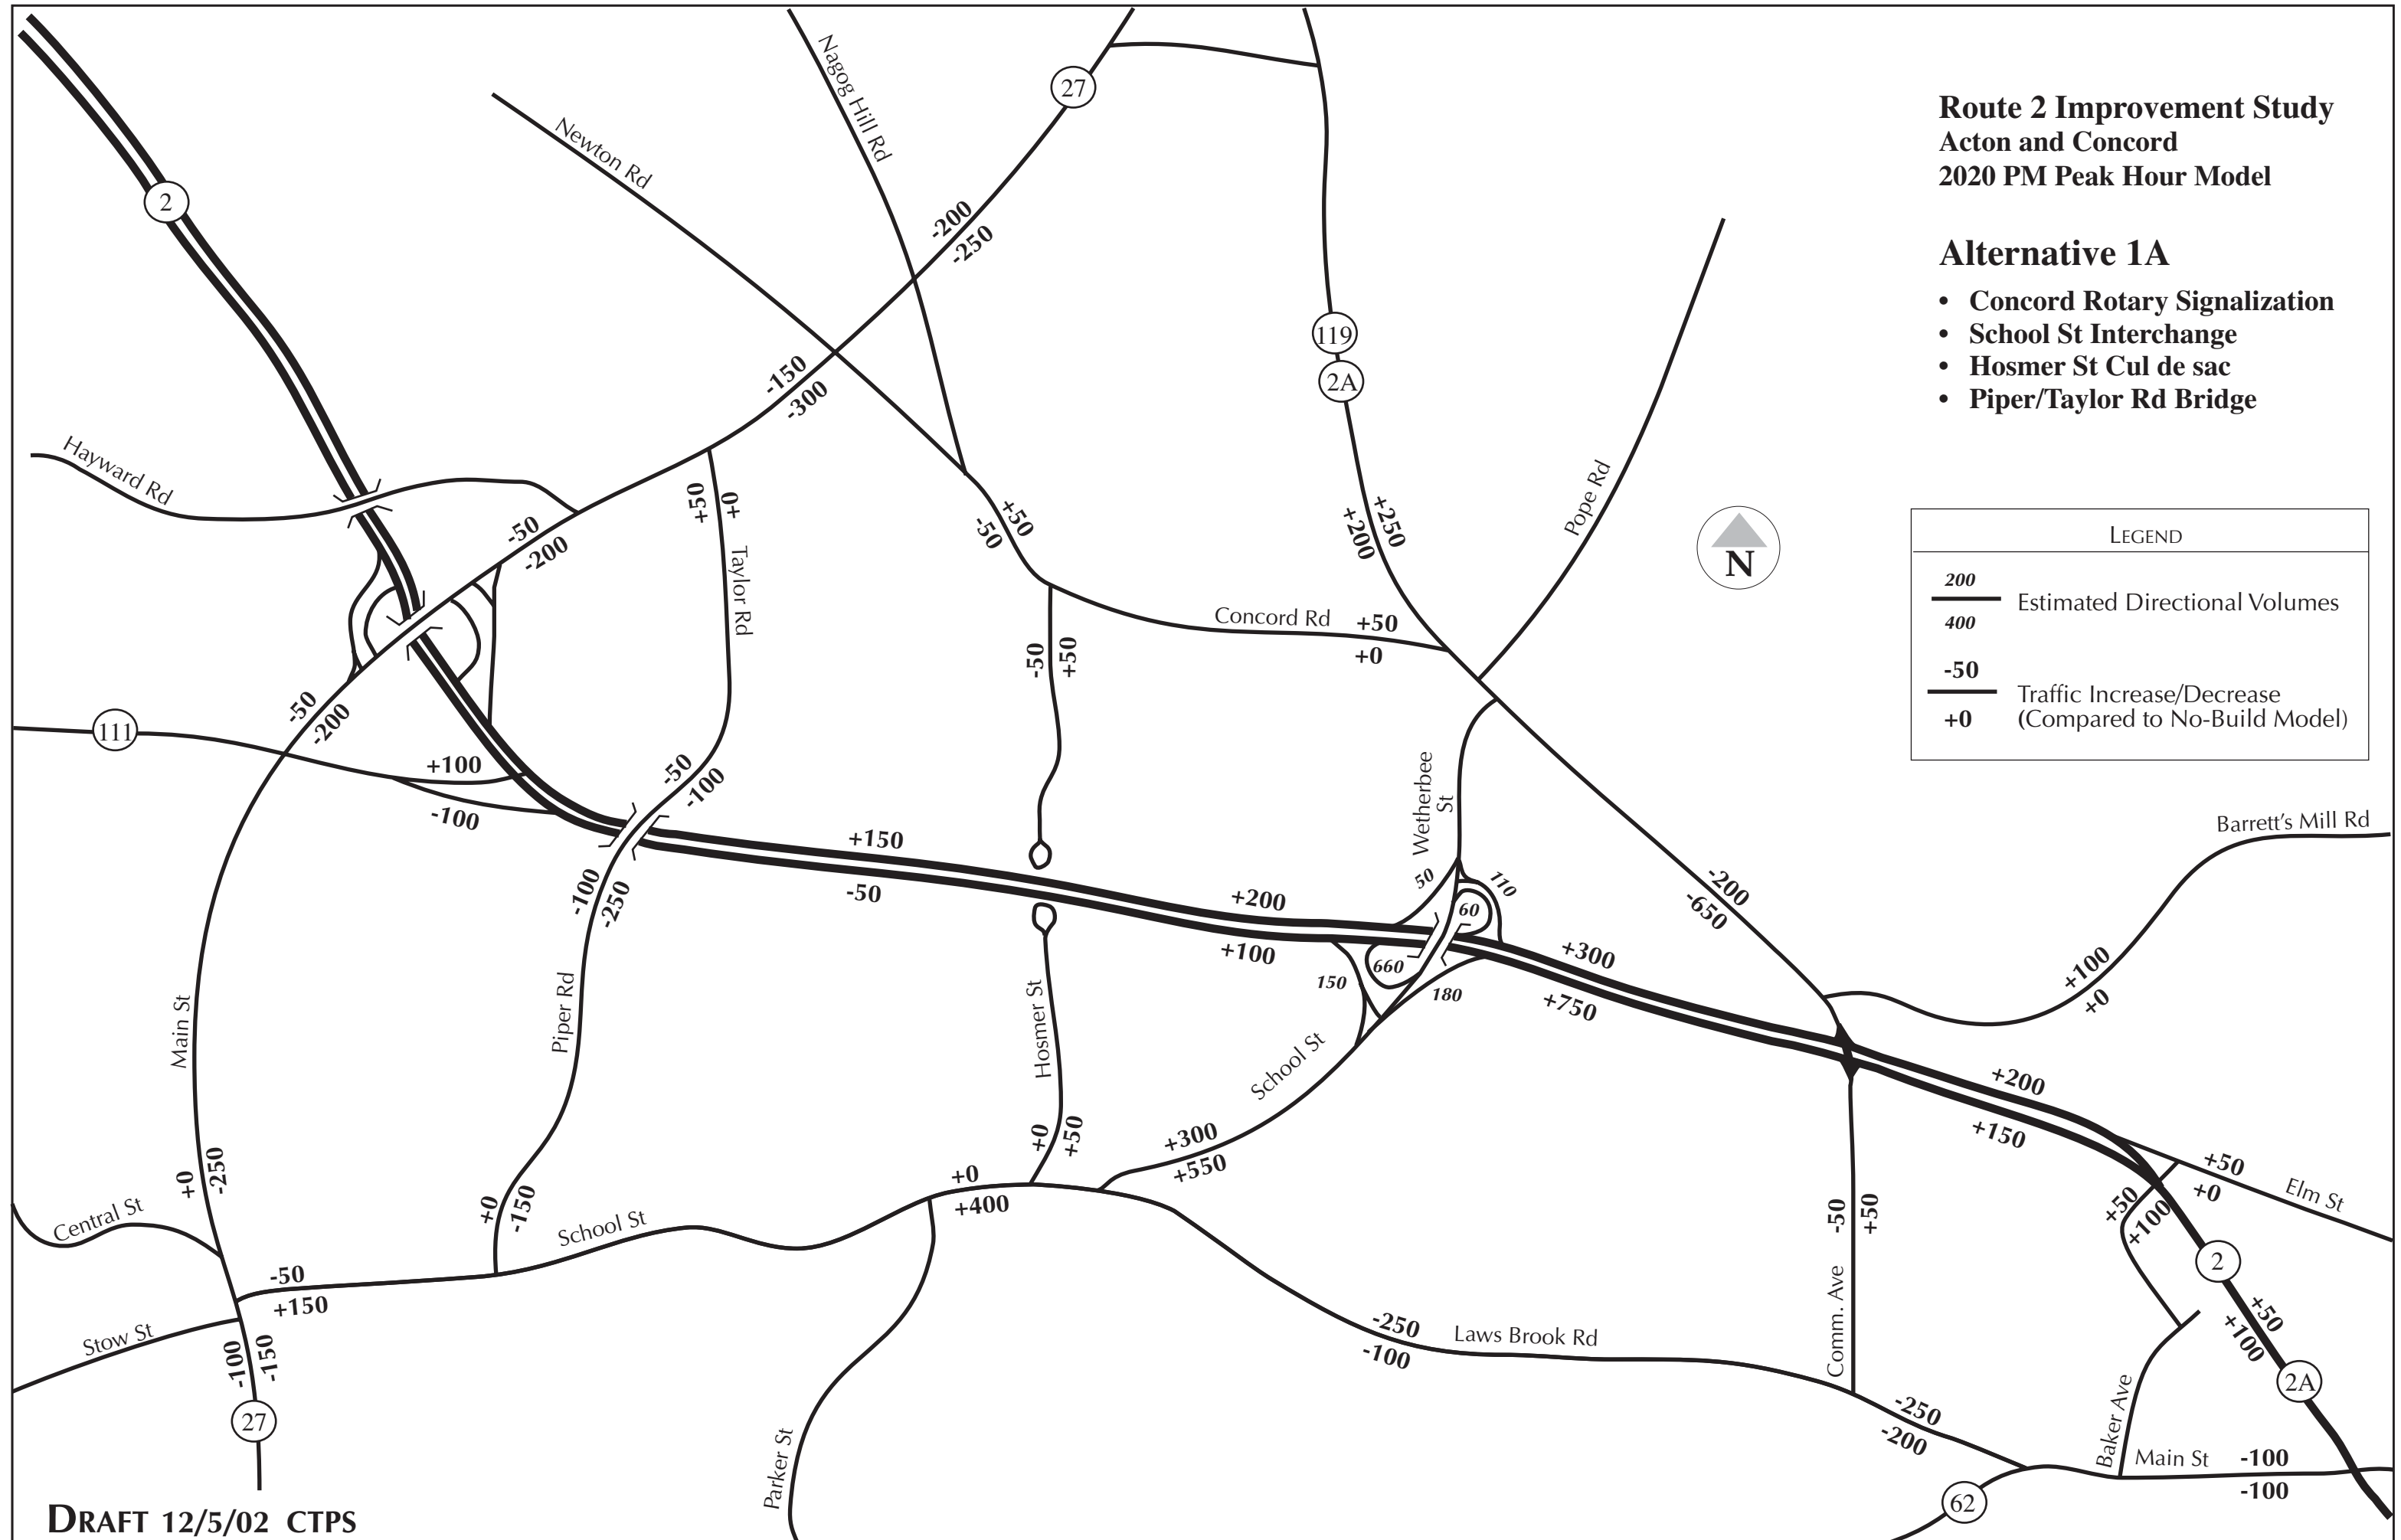 Route 2 Improvement Study
Acton and Concord
2020 PM Peak Hour Model
Alternative 1A
• Concord Rotary Signalization
• School St Interchange
• Hosmer St Cul de sac
• Piper/Taylor Rd Bridge
LEGEND
200
Estimated Directional Volumes
400
-50
Traffic Increase/Decrease
+0
(Compared to No-Build Model)
N
2
Nagog Hill Rd
27
Newton Rd
-200
-250
119
2A
-150
-300
Hayward Rd
-50
-200
+50
+0
Taylor Rd
+50
-50
+250
+200
Pope Rd
Concord Rd
+50
+0
-50
+50
-50
-200
111
+100
-100
-50
-100
Wetherbee
St
-200
-650
Barrett's Mill Rd
+150
-50
-100
-250
+200
+100
50
110
60
660
150
180
+300
+750
+100
+0
Main St
Piper Rd
Hosmer St
School St
+200
+150
+0
-250
+0
-150
+0
+50
+300
+550
+0
+400
-50
+50
+50
+0
Elm St
+50
+100
Central St
School St
-50
+150
Stow St
-100
-150
27
2
+50
+100
2A
-250
Laws Brook Rd
-100
Comm. Ave
-250
-200
Baker Ave
Main St
-100
-100
62
Parker St
DRAFT 12/5/02 CTPS